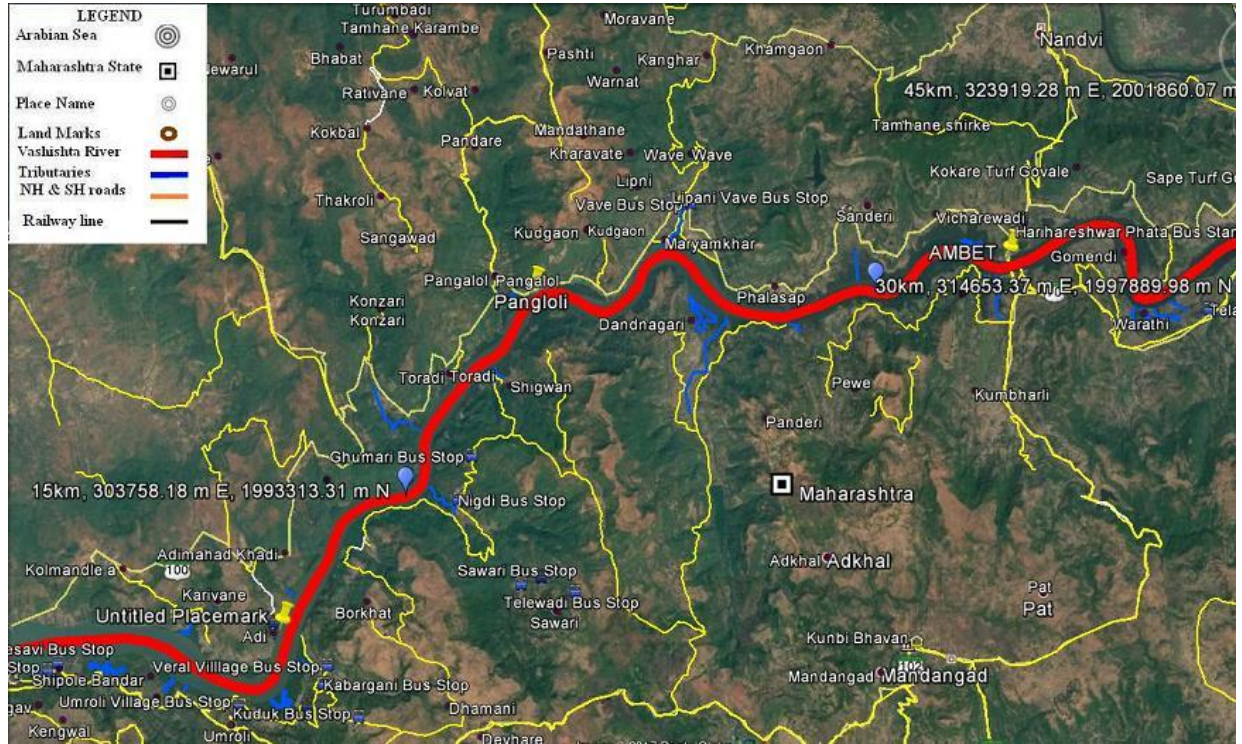 LEGEND
Arabian Sea
Maharashtra State
Place Name
Land Marks
Vashishta River
Tributaries
NH & SH roads
Railway line
Turumbadi
Tamhane Karambe
Bhabat
Rativane
Kolvat
Kokbal
Pandare
Thakroli
Sangawad
Moravane
Pashti
Kanghar
Warnat
Khamgaon
Nandvi
45km, 323919.28 m E, 2001860.07 m
Mandathane
Tamhane shirke
Kharavate
Wave Wave
Lipni
Kokare Turf Govale
Vave Bus Stop
Lipani Vave Bus Stop
Sanderi
Vicharewadi
Kudgaon
Kudgaon
Maryamkhar
Harihareshwar Phata Bus Stan
AMBET
Gomendi
Pangalol
Pangalol
30km, 314653.37 m E, 1997889.98 m N
Konzari
Konzari
Pangloli
Phalasap
Dandnagari
Warathi
Toradi
Toradi
Shigwan
Pewe
Kumbharli
Panderi
Ghumari Bus Stop
15km, 303758.18 m E, 1993313.31 m N
Nigdi Bus Stop
Maharashtra
Adimahad Khadi
Kolmandle a
100
Sawari Bus Stop
Adkhal
Adkhal
Karivane
Telewadi Bus Stop
Pat
Pat
Untitled Placemark
Borkhat
Sawari
Adi
Kunbi Bhavan
esavi Bus Stop
Stop
Veral Villlage Bus Stop
102
Shipole Bandar
Kabargani Bus Stop
Mandangad
Mandangad
Umroli Village Bus Stop
Kuduk Bus Stop
Dhamani
Kengwal
Umroli
Devhare